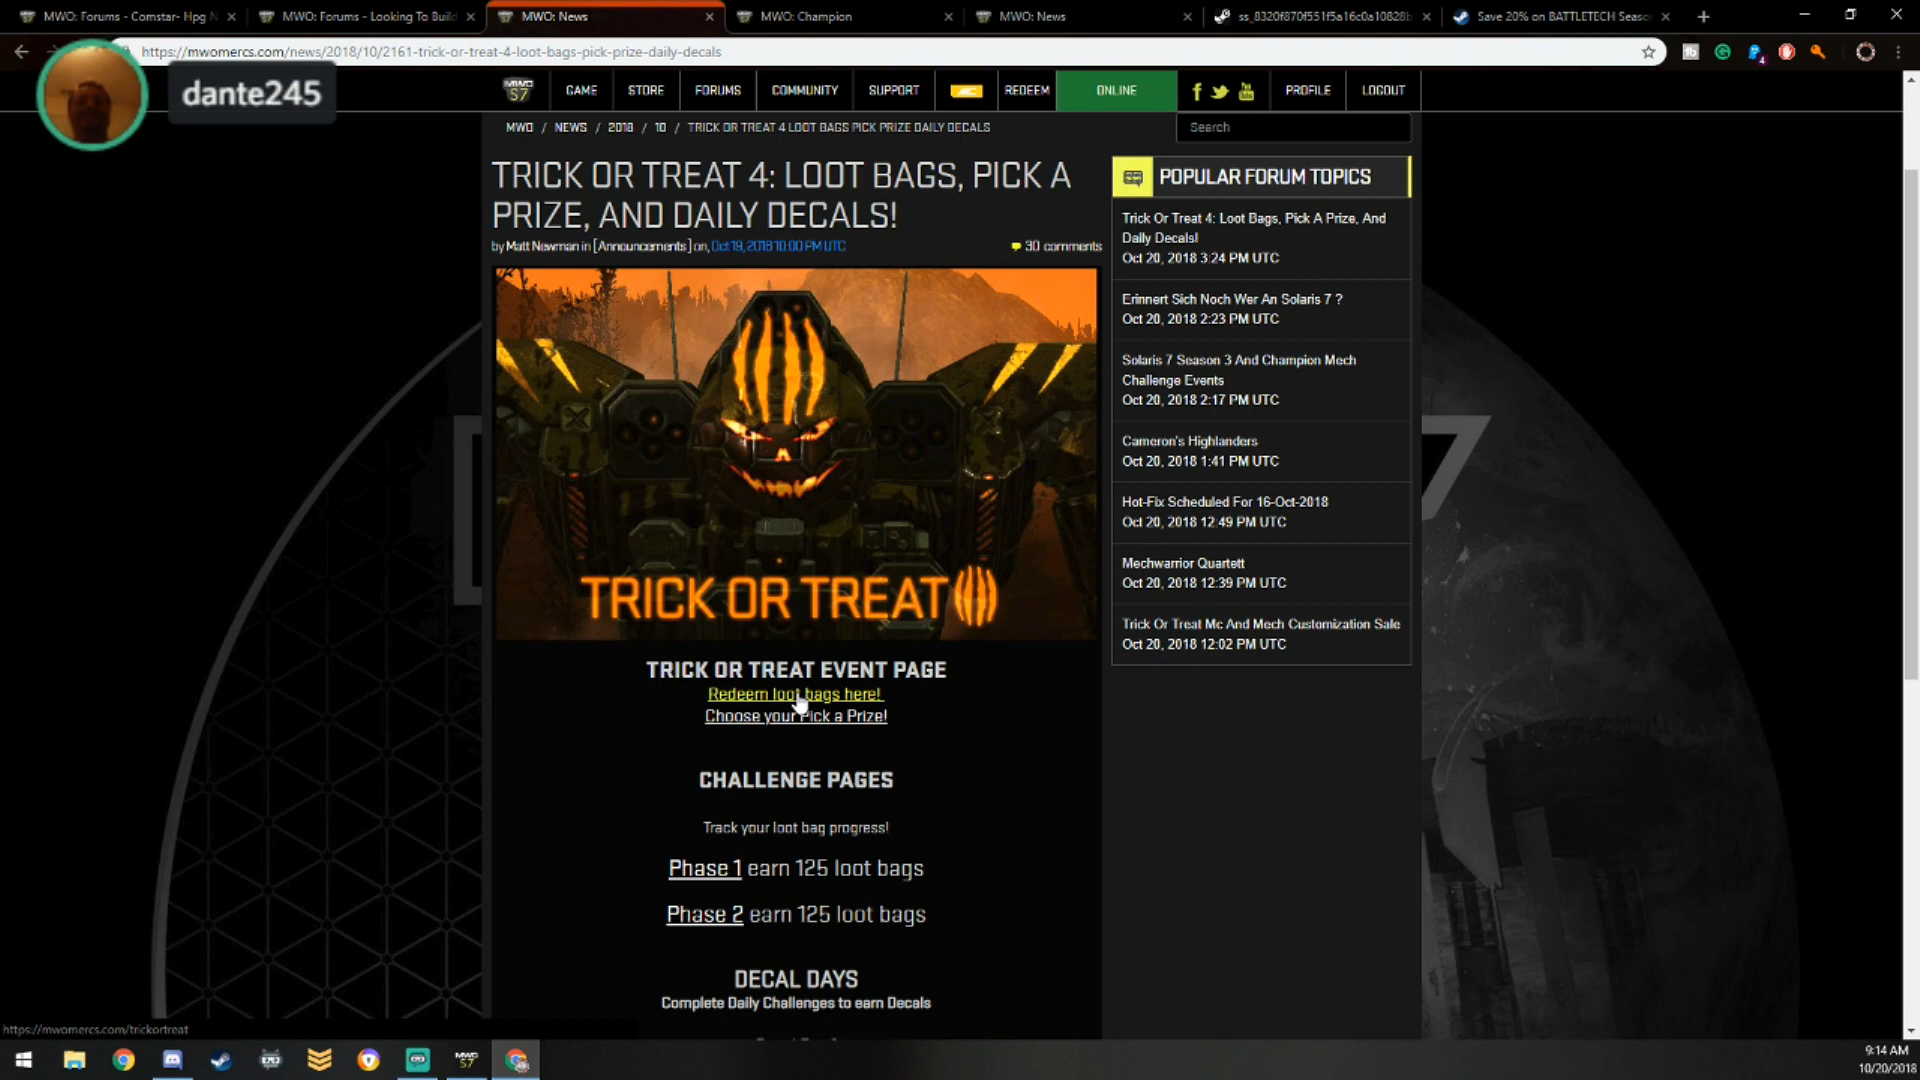 MWO: Forums - Comstar- Hpg N
MWO: Forums - Looking To Build
MWO: News
MWO: Champion
MWO: News
ss_8320f870f551f5a16c0a10828b
Save 20% on BATTLETECH Seaso
https://mwomercs.com/news/2018/10/2161-trick-or-treat-4-loot-bags-pick-prize-daily-decals
dante245
MWO
S7
GAME
STORE
FORUMS
COMMUNITY
SUPPORT
REDEEM
ONLINE
PROFILE
LOGOUT
MWO / NEWS / 2018 / 10 / TRICK OR TREAT 4 LOOT BAGS PICK PRIZE DAILY DECALS
Search
TRICK OR TREAT 4: LOOT BAGS, PICK A
PRIZE, AND DAILY DECALS!
by Matt Newman in [Announcements] on, Oct 19, 2018 10:00 PM UTC
30 comments
TRICK OR TREAT
TRICK OR TREAT EVENT PAGE
Redeem loot bags here!
Choose your Pick a Prize!
CHALLENGE PAGES
Track your loot bag progress!
Phase 1 earn 125 loot bags
Phase 2 earn 125 loot bags
DECAL DAYS
Complete Daily Challenges to earn Decals
POPULAR FORUM TOPICS
Trick Or Treat 4: Loot Bags, Pick A Prize, And
Daily Decals!
Oct 20, 2018 3:24 PM UTC
Erinnert Sich Noch Wer An Solaris 7 ?
Oct 20, 2018 2:23 PM UTC
Solaris 7 Season 3 And Champion Mech
Challenge Events
Oct 20, 2018 2:17 PM UTC
Cameron's Highlanders
Oct 20, 2018 1:41 PM UTC
Hot-Fix Scheduled For 16-Oct-2018
Oct 20, 2018 12:49 PM UTC
Mechwarrior Quartett
Oct 20, 2018 12:39 PM UTC
Trick Or Treat Mc And Mech Customization Sale
Oct 20, 2018 12:02 PM UTC
https://mwomercs.com/trickortreat
MWO
S7
9:14 AM
10/20/2018